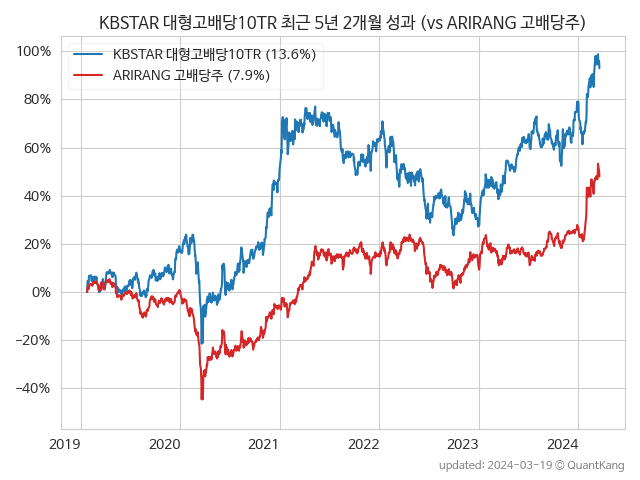 KBSTAR 대형고배당10TR 최근 5년 2개월 성과 (vs ARIRANG 고배당주)
KBSTAR 대형고배당10TR (13.6%)
ARIRANG 고배당주 (7.9%)
100%
80%
60%
40%
20%
0%
−20%
−40%
2019 2020 2021 2022 2023 2024
updated: 2024-03-19 © QuantKang